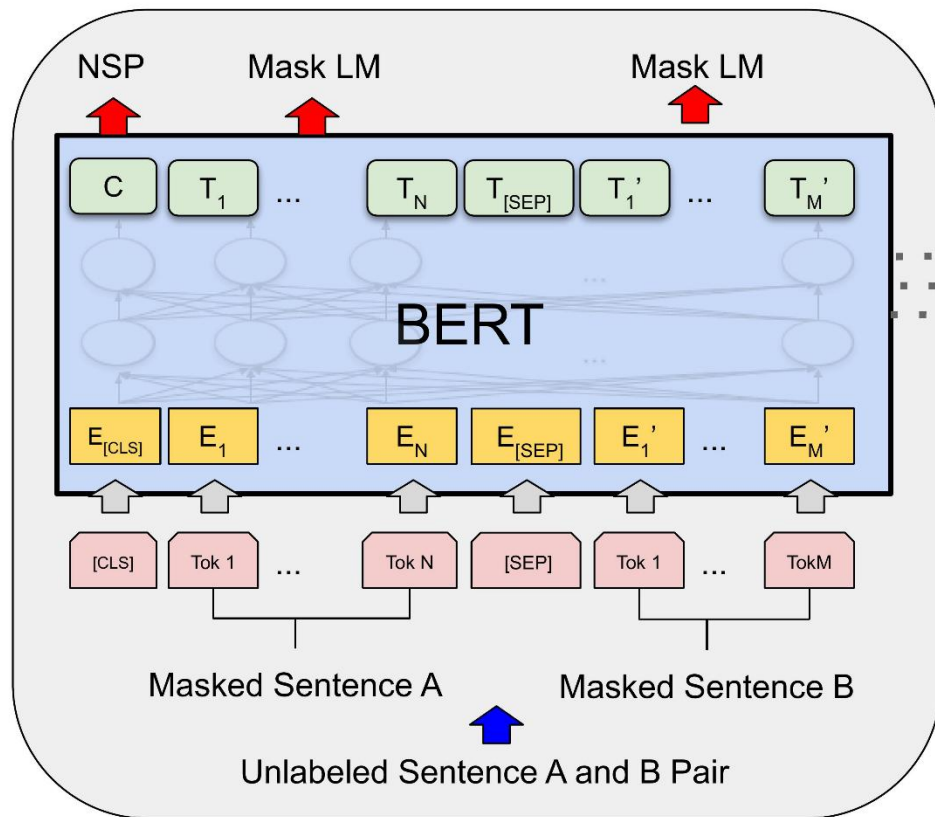 NSP Mask LM Mask LM
C T1 ... TN T[SEP] T1’ ... TM’
...
BERT
...
E[CLS] E1 ... EN E[SEP] E1’ ... EM’
[CLS] Tok 1 ... Tok N [SEP] Tok 1 ... TokM
Masked Sentence A Masked Sentence B
Unlabeled Sentence A and B Pair